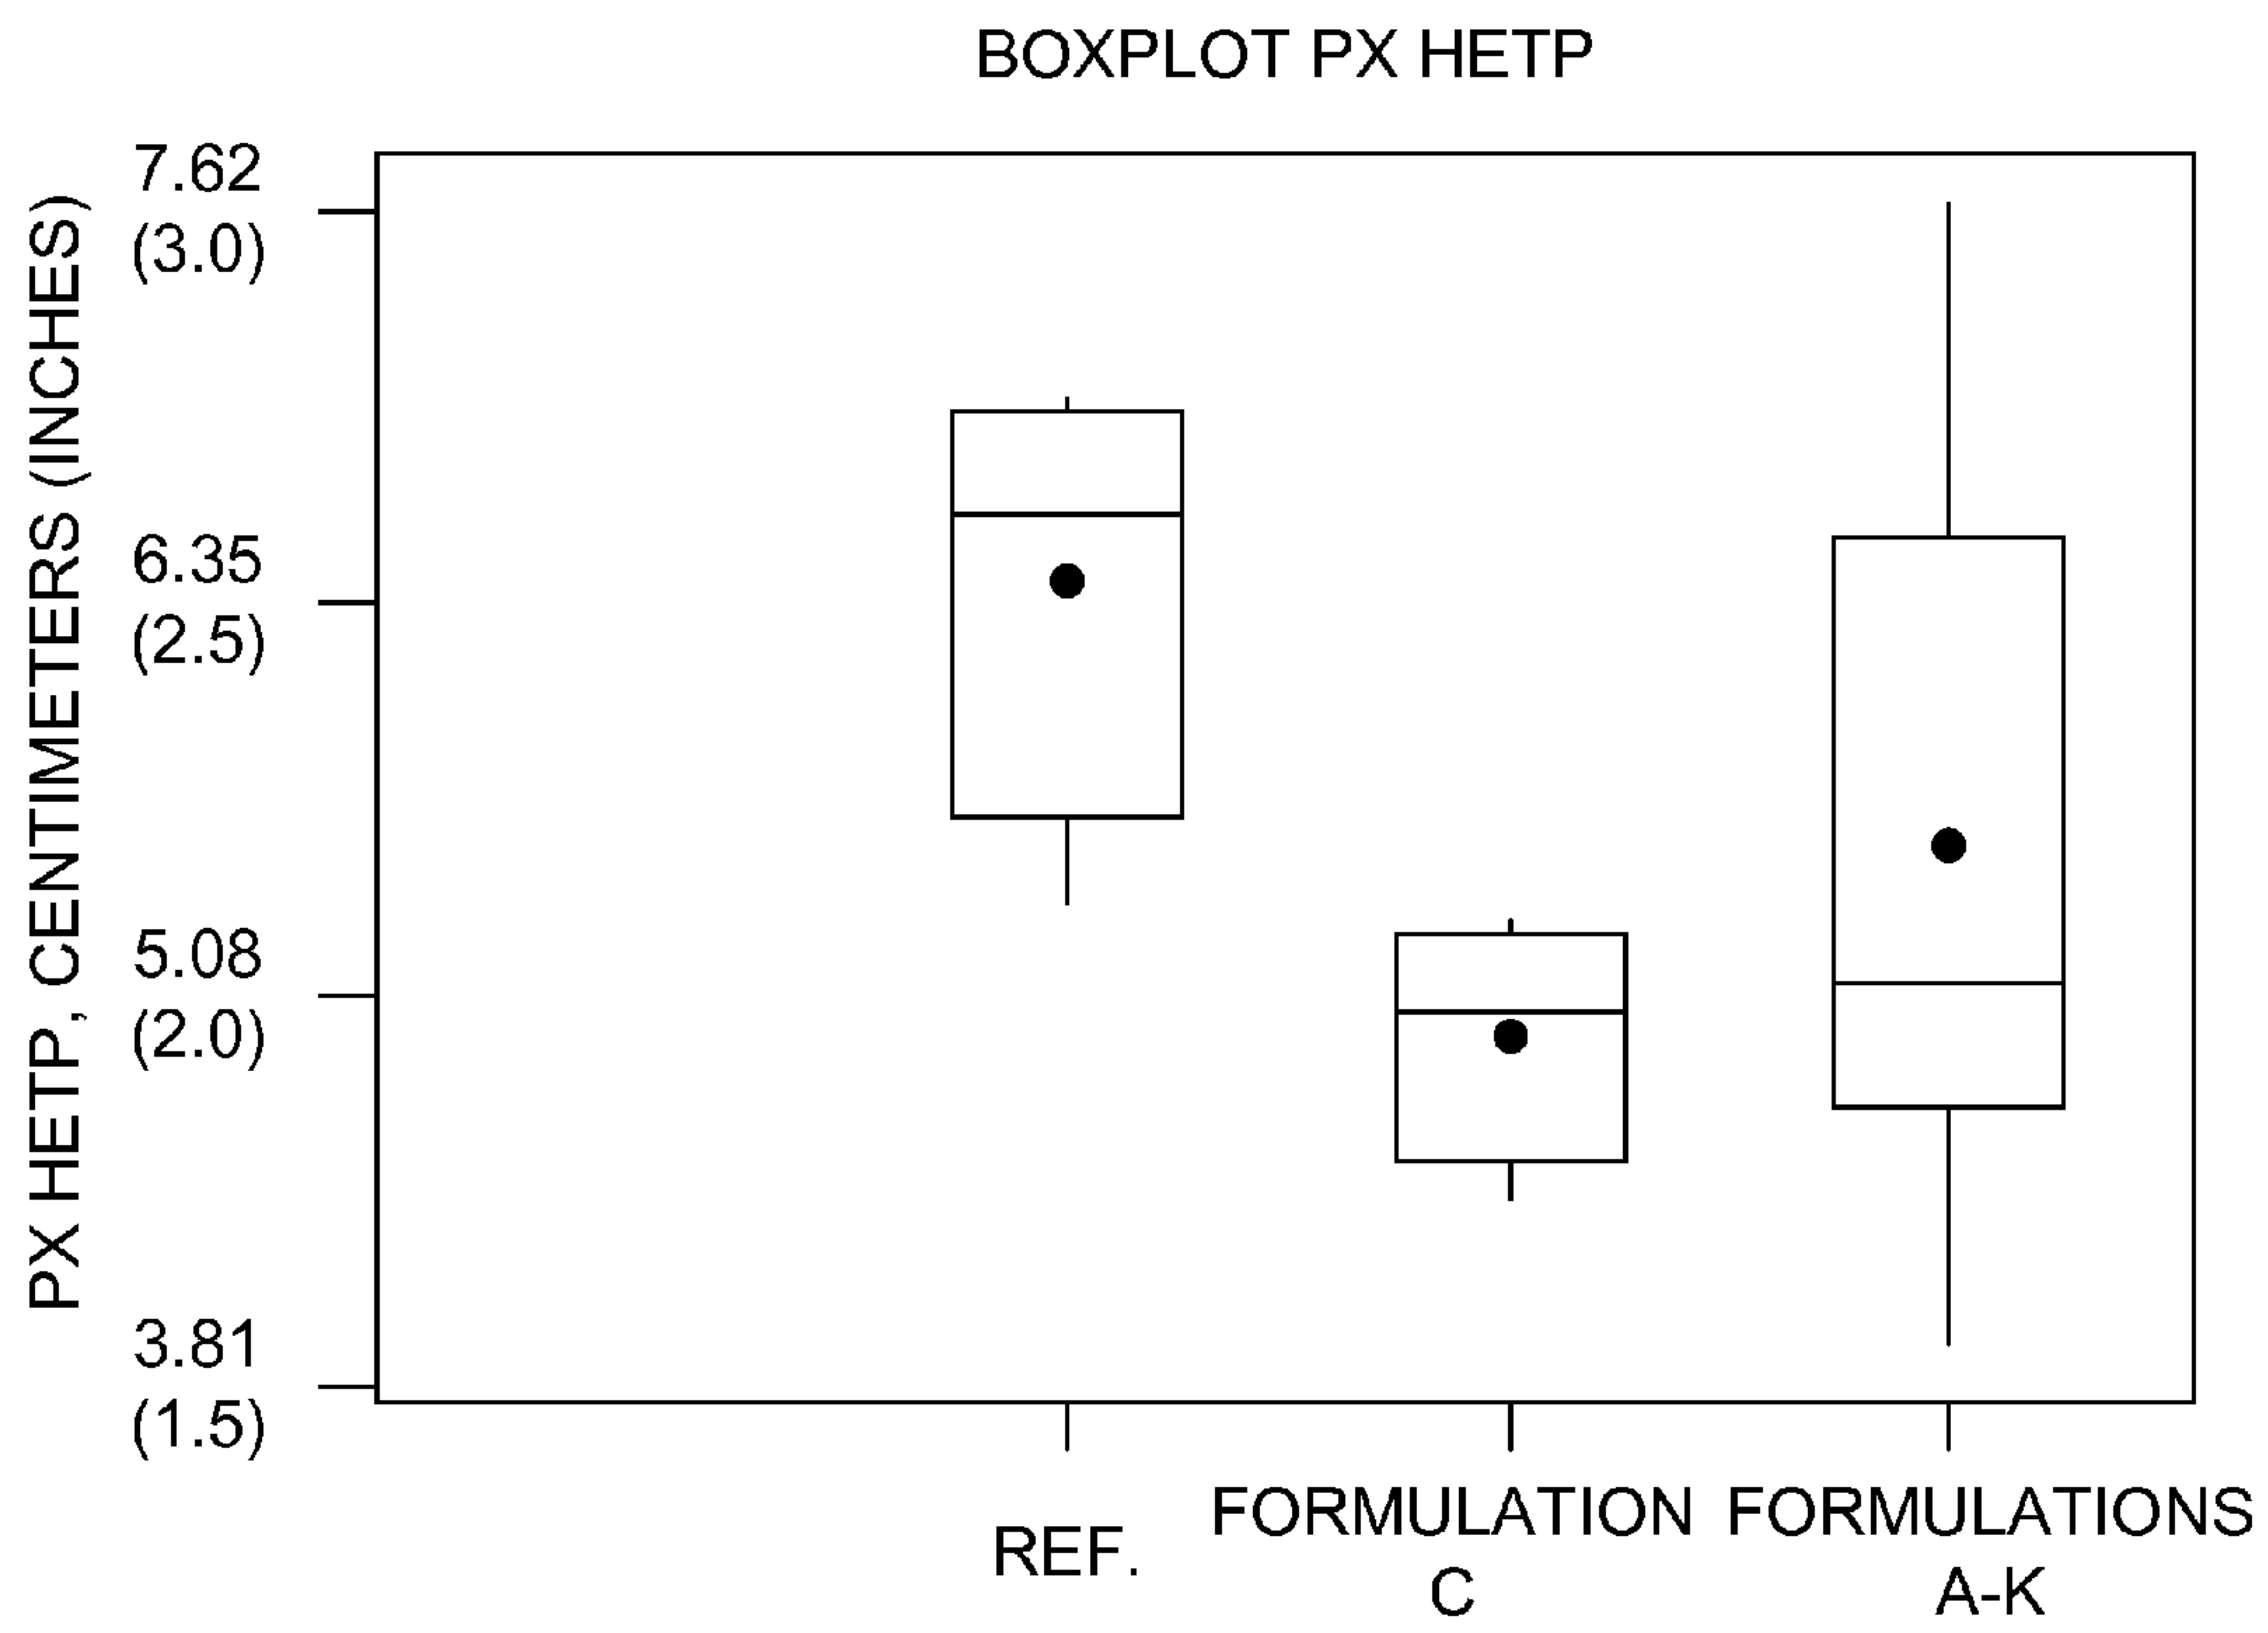 BOXPLOT PX HETP
PX HETP, CENTIMETERS (INCHES)
7.62
(3.0)
6.35
(2.5)
5.08
(2.0)
3.81
(1.5)
REF.
FORMULATION
C
FORMULATIONS
A-K